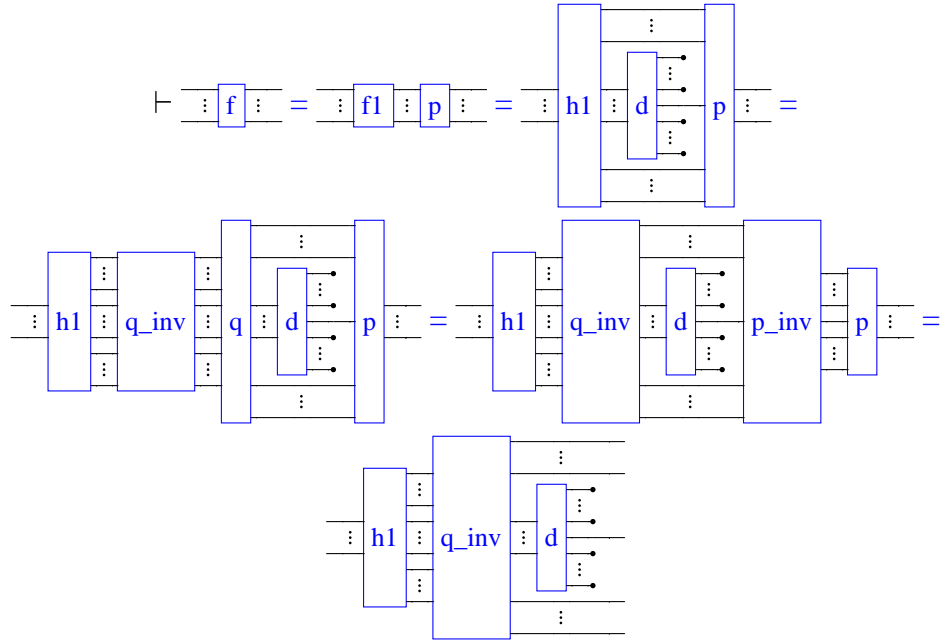 ⊢ f = f1 p = h1 d p =
h1 q_inv q d p = h1 q_inv d p_inv p =
h1 q_inv d